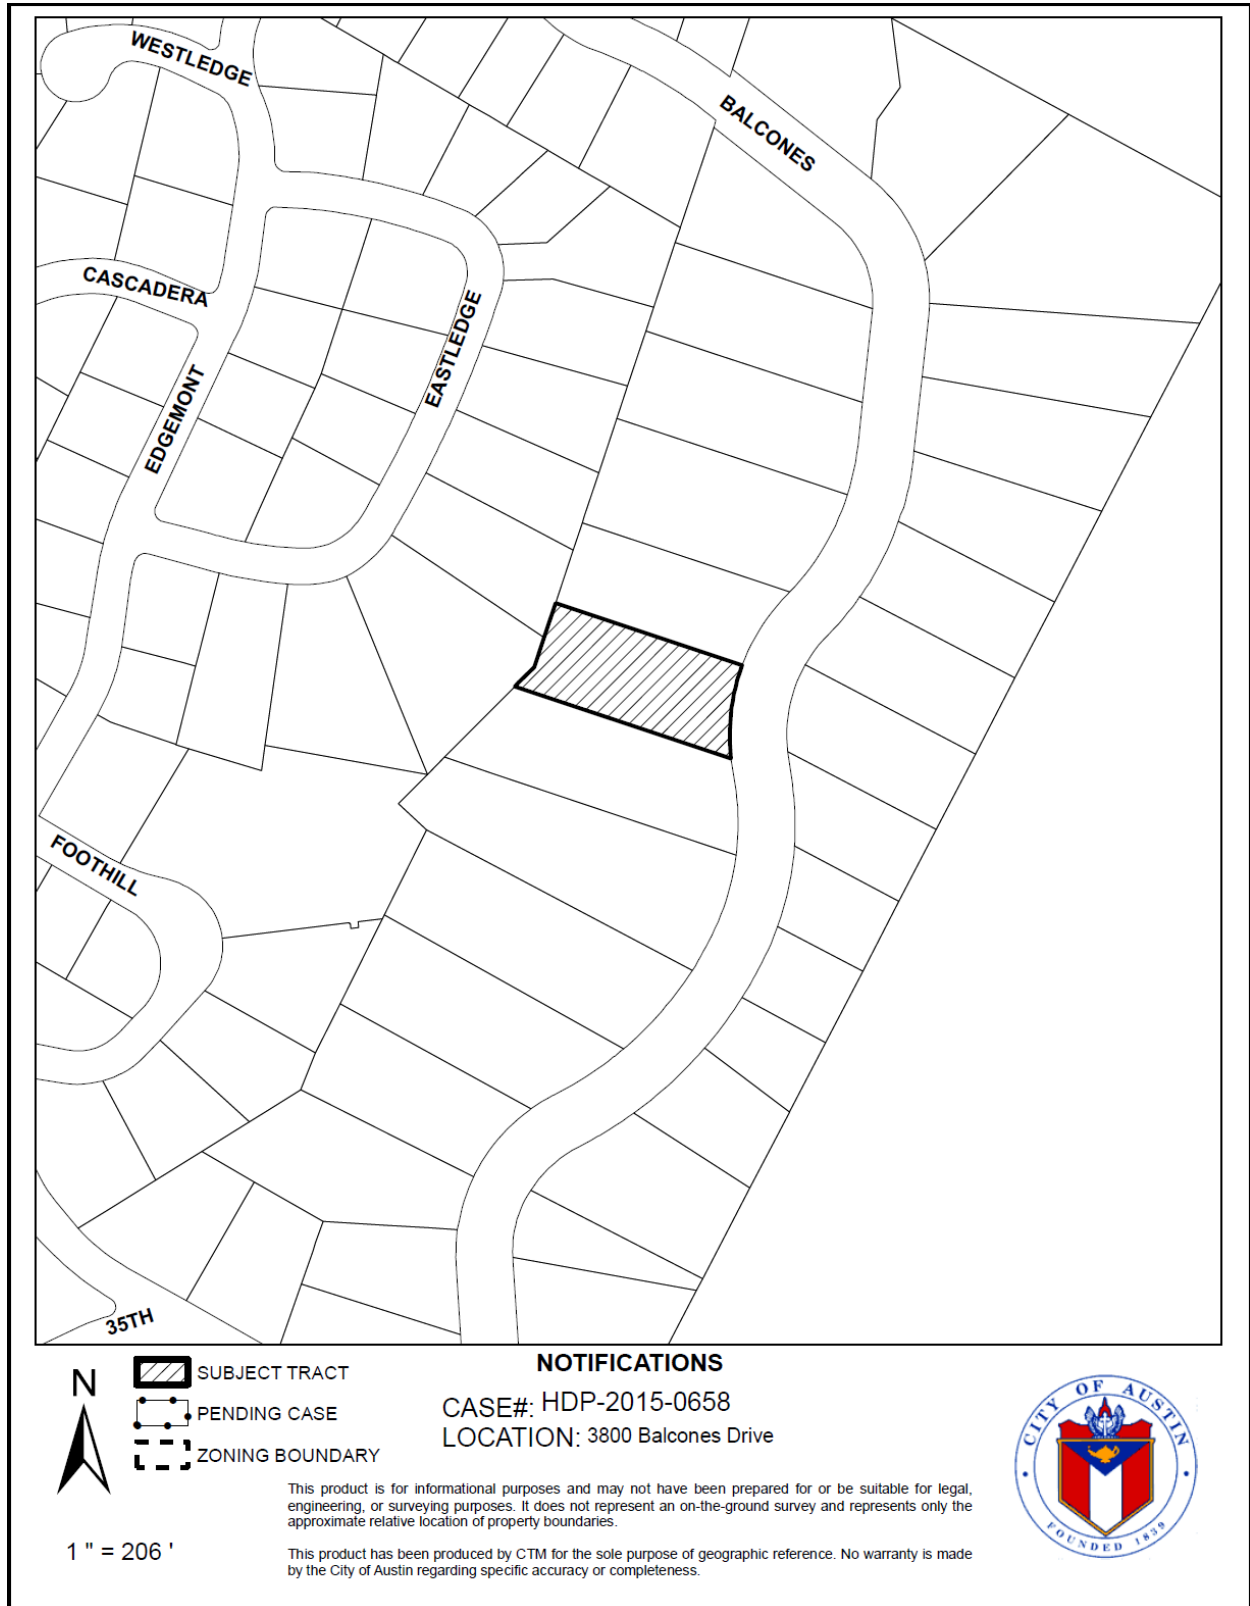 WESTLEDGE
BALCONES
CASCADERA
EASTLEDGE
EDGEMONT
FOOTHILL
35TH
N
SUBJECT TRACT
PENDING CASE
ZONING BOUNDARY
1 " = 206 '
NOTIFICATIONS
CASE#: HDP-2015-0658
LOCATION: 3800 Balcones Drive
This product is for informational purposes and may not have been prepared for or be suitable for legal,
engineering, or surveying purposes. It does not represent an on-the-ground survey and represents only the
approximate relative location of property boundaries.
This product has been produced by CTM for the sole purpose of geographic reference. No warranty is made
by the City of Austin regarding specific accuracy or completeness.
CITY OF AUSTIN
FOUNDED 1839